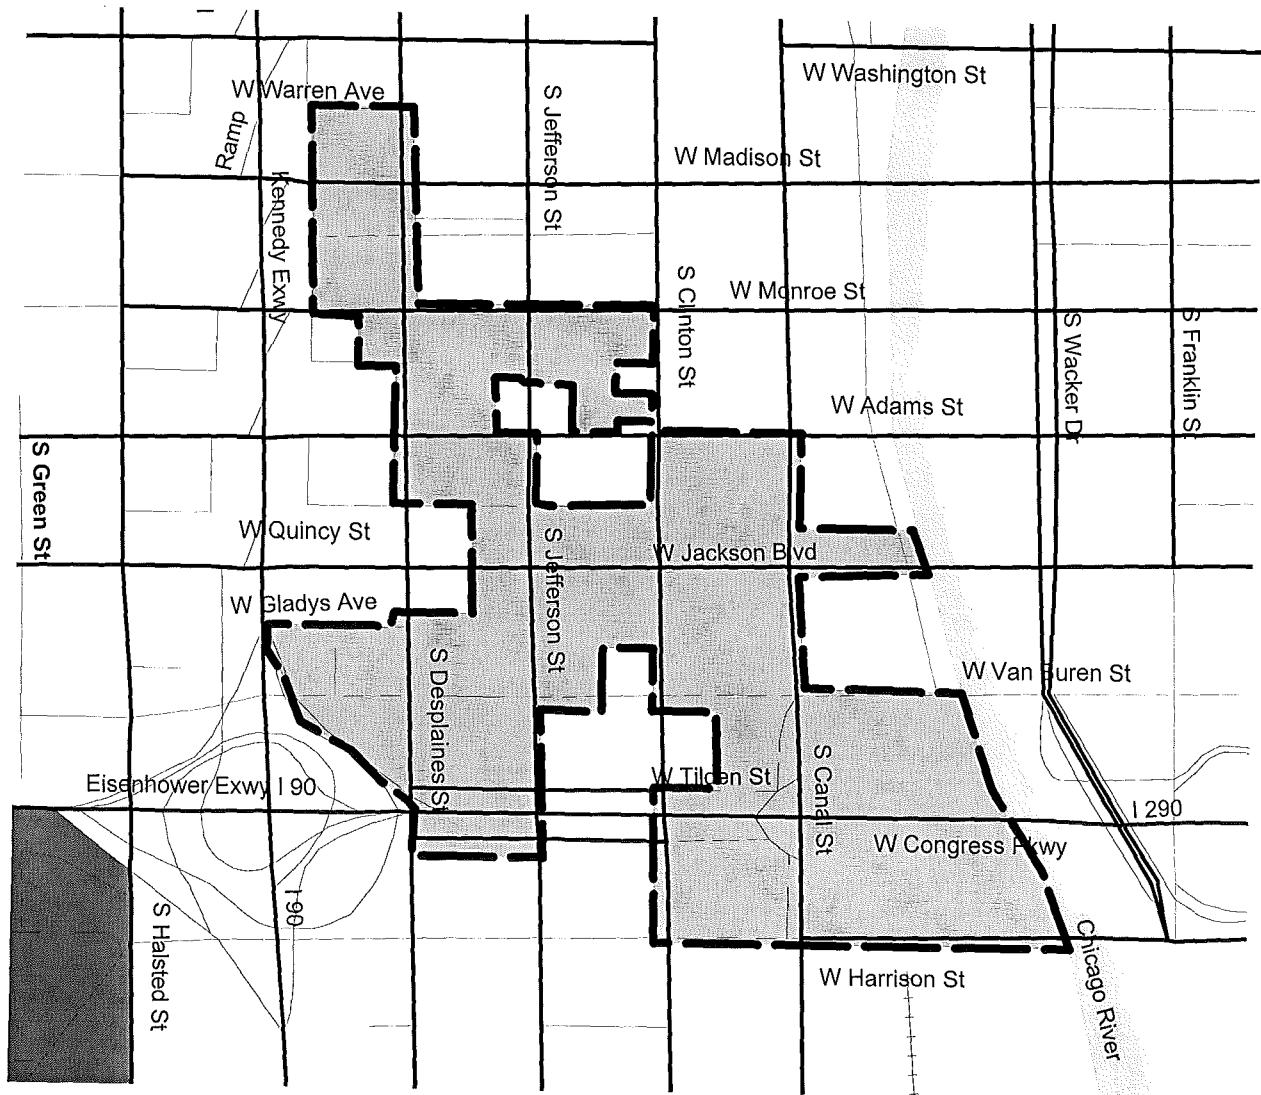 W Washington St
W Warren Ave
S Jefferson St
Ramp
W Madison St
Kennedy Exwy
S Clinton St
W Monroe St
S Wacker Dr
S Franklin St
W Adams St
S Green St
W Quincy St
S Jefferson St
W Jackson Blvd
W Gladys Ave
S Desplaines St
W Van Buren St
S Canal St
W Tilden St
Eisenhower Exwy I 90
I 290
W Congress Pkwy
I 90
S Halsted St
Chicago River
W Harrison St